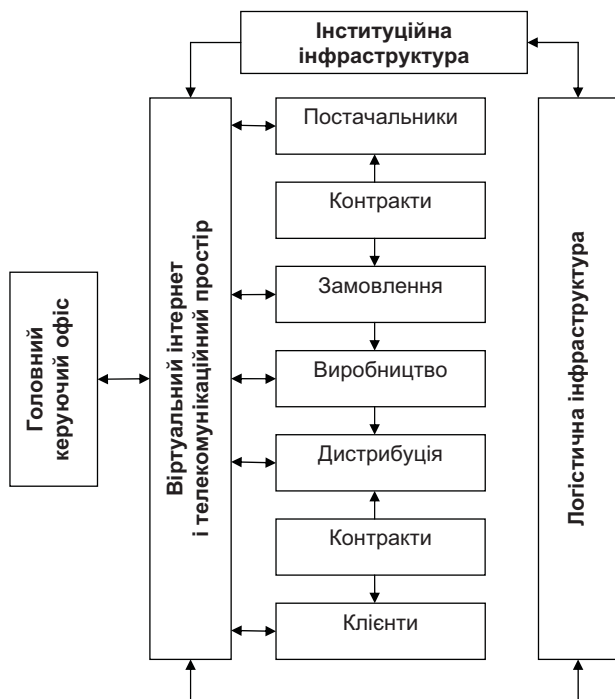 Інституційна
інфраструктура
Постачальники
Контракти
Замовлення
Виробництво
Дистрибуція
Контракти
Клієнти
Головний
керуючий офіс
Віртуальний інтернет
і телекомунікаційний простір
Логістична інфраструктура